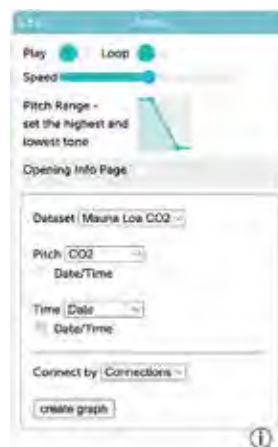 Play Loop
Speed
Pitch Range -
set the highest and
lowest tone
Opening Info Page
Dataset Mauna Loa CO2
Pitch CO2
Date/Time
Time Date
Date/Time
Connect by Connections
create graph